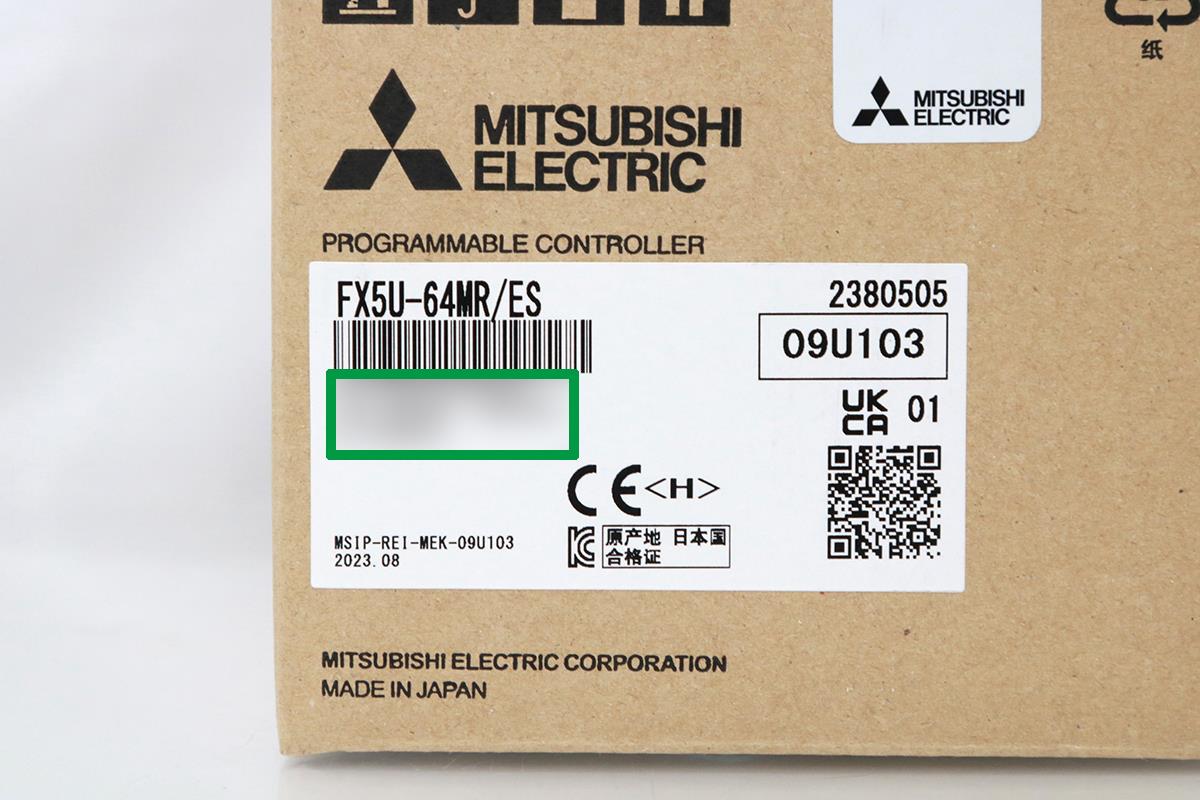 纸
MITSUBISHI
ELECTRIC
MITSUBISHI
ELECTRIC
PROGRAMMABLE CONTROLLER
FX5U-64MR/ES
2380505
09U103
UK
CA
01
CE
<H>
MSIP-REI-MEK-09U103
2023.08
原产地 日本国
合格证
MITSUBISHI ELECTRIC CORPORATION
MADE IN JAPAN